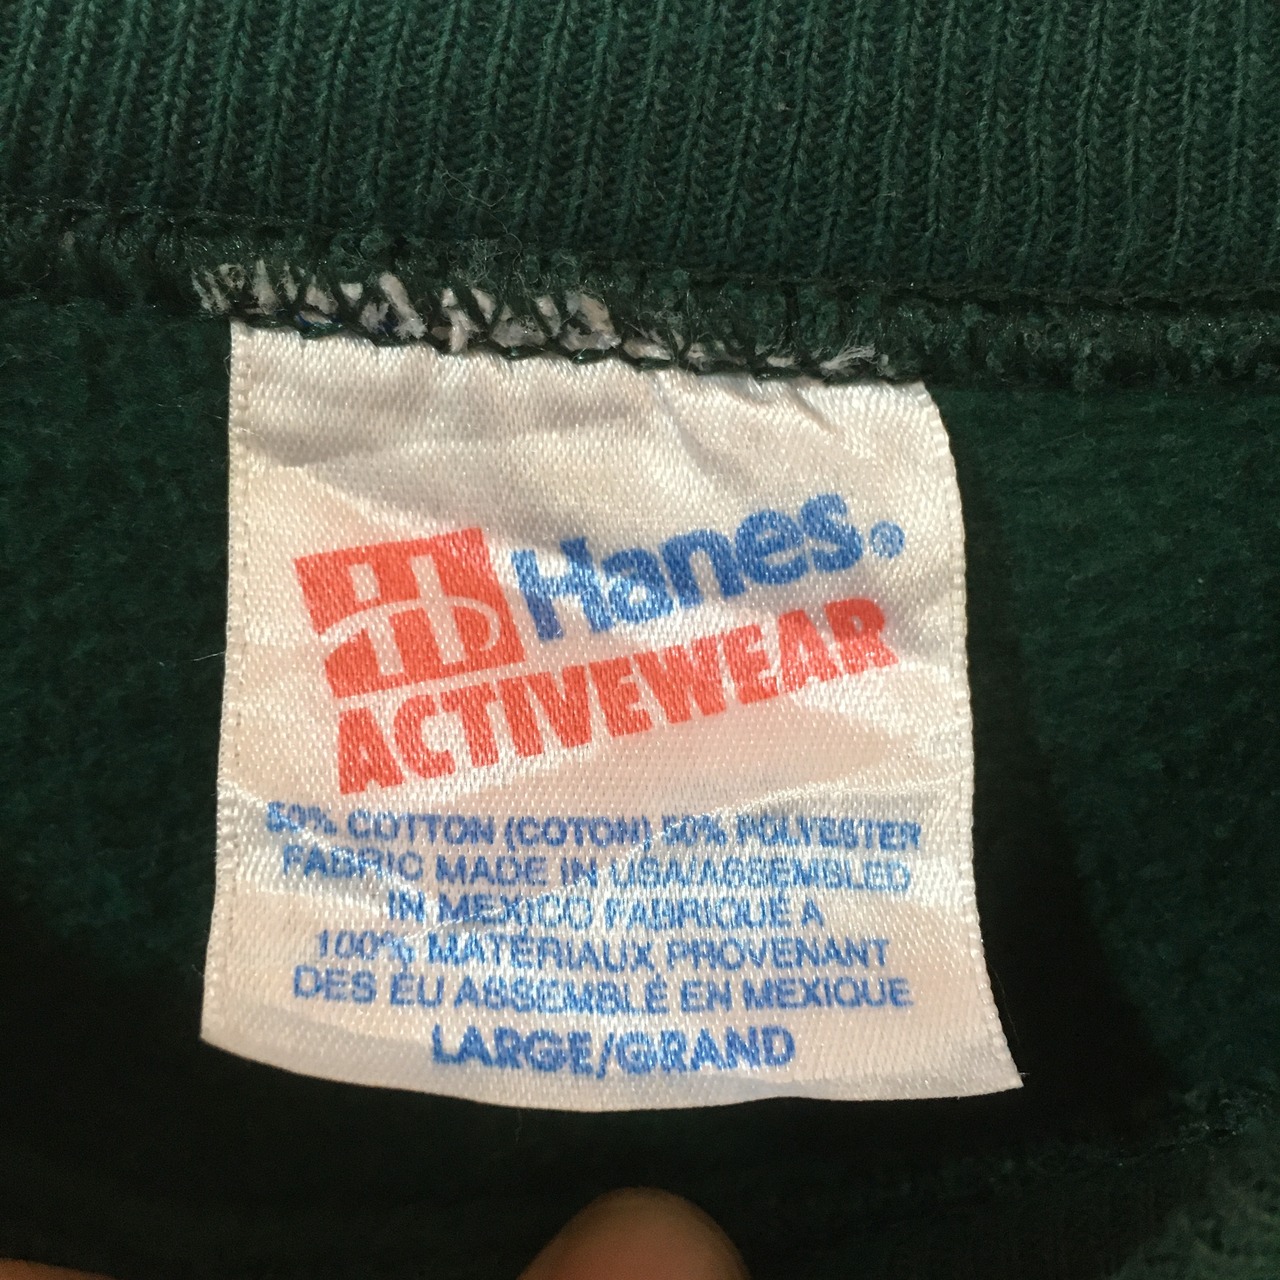 Hanes®
ACTIVEWEAR
50% COTTON (COTON) 50% POLYESTER
FABRIC MADE IN USA/ASSEMBLED
IN MEXICO FABRIQUÉ À
100% MATÉRIAUX PROVENANT
DES ÉU ASSEMBLÉ EN MEXIQUE
LARGE/GRAND